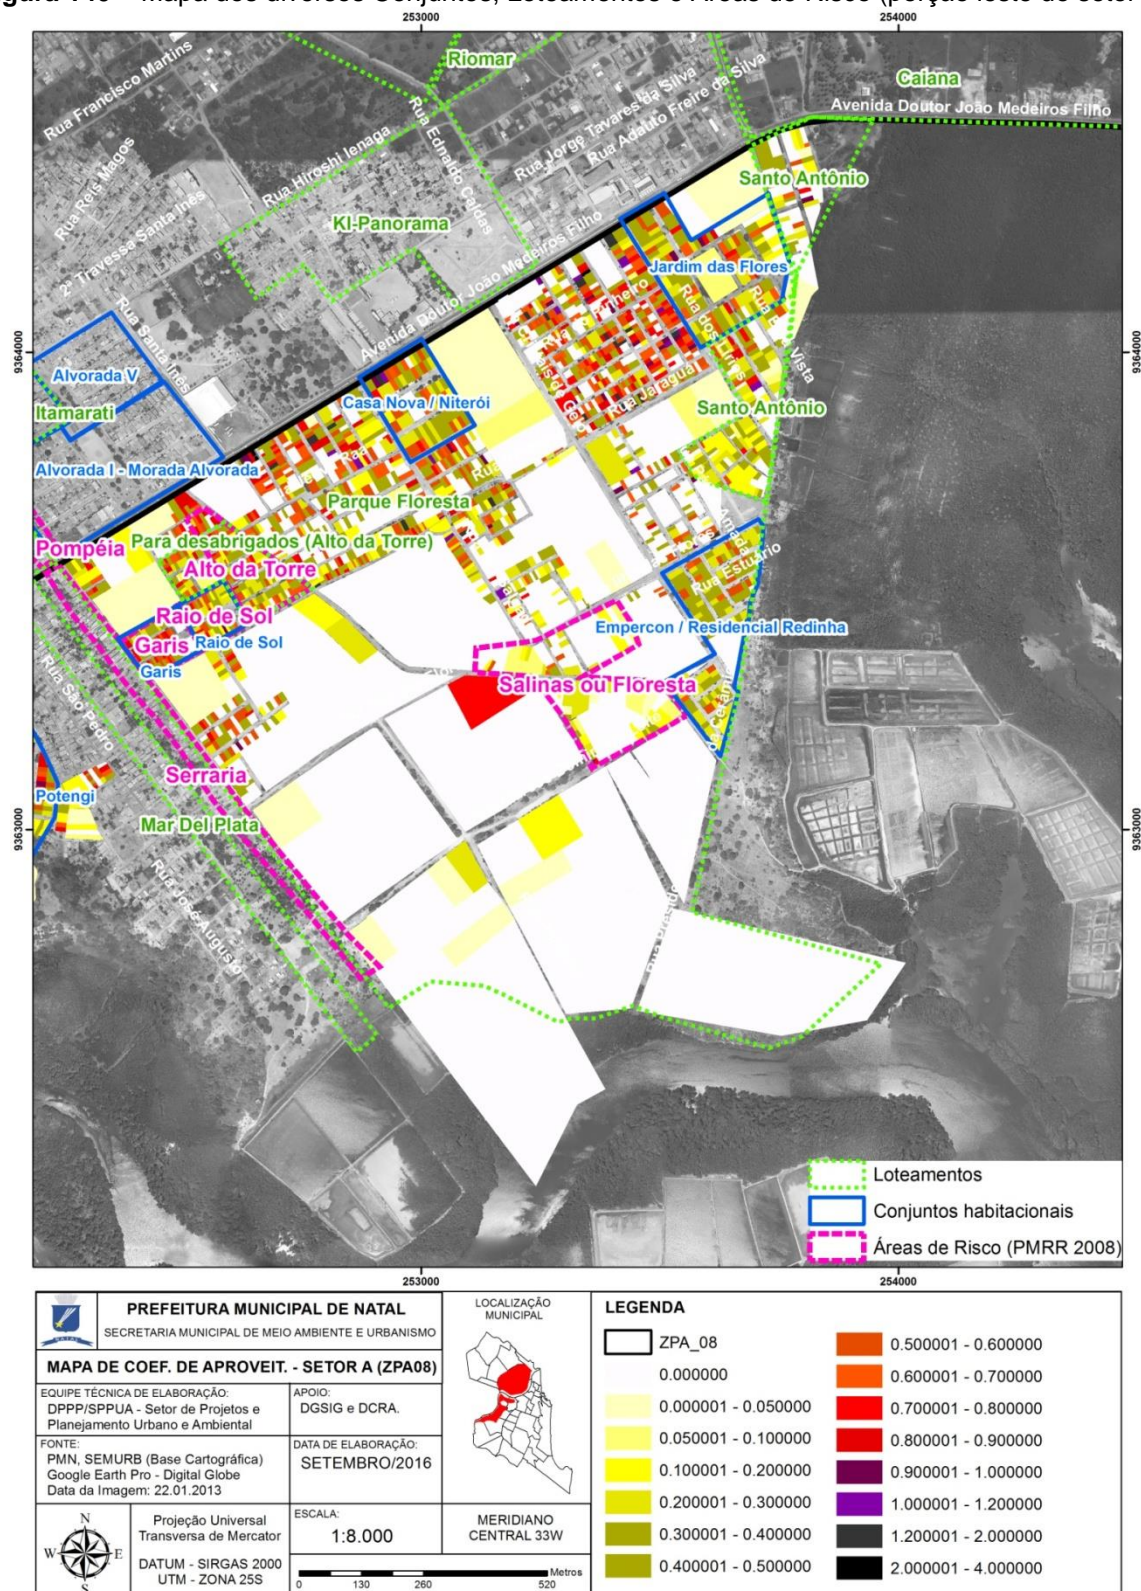 Mapa dos diversos Conjuntos, Loteamentos e Áreas de Risco (porção leste do setor
253000
254000
Riomar
Caiana
Avenida Doutor João Medeiros Filho
Rua Francisco Martins
Rua Jorge Tavares da Silva
Rua Adauto Freire da Silva
Rua Hiroshi Ienaga
Rua Ednaldo Caldas
Rua Reis Magos
Santo Antônio
KI-Panorama
2ª Travessa Santa Inês
Jardim das Flores
Rua Santa Inês
Avenida Doutor João Medeiros Filho
Pinheiro
Rua dos Lírios
Vista
9364000
9364000
Alvorada V
Rua Jaraguá
Casa Nova / Niterói
Itamarati
Santo Antônio
Alvorada I - Morada Alvorada
Rua
Parque Floresta
Para desabrigados (Alto da Torre)
Pompéia
Alto da Torre
Rua Estuário
Raio de Sol
Empercon / Residencial Redinha
Garis
Raio de Sol
Garis
Rua São Pedro
Salinas ou Floresta
Serraria
Potengi
Mar Del Plata
9363000
9363000
Rua José Augusto
Loteamentos
Conjuntos habitacionais
Áreas de Risco (PMRR 2008)
253000
254000
PREFEITURA MUNICIPAL DE NATAL
SECRETARIA MUNICIPAL DE MEIO AMBIENTE E URBANISMO
MAPA DE COEF. DE APROVEIT. - SETOR A (ZPA08)
EQUIPE TÉCNICA DE ELABORAÇÃO:
DPPP/SPPUA - Setor de Projetos e
Planejamento Urbano e Ambiental
APOIO:
DGSIG e DCRA.
FONTE:
PMN, SEMURB (Base Cartográfica)
Google Earth Pro - Digital Globe
Data da Imagem: 22.01.2013
DATA DE ELABORAÇÃO:
SETEMBRO/2016
N
W E
S
Projeção Universal
Transversa de Mercator
DATUM - SIRGAS 2000
UTM - ZONA 25S
ESCALA:
1:8.000
MERIDIANO
CENTRAL 33W
Metros
0 130 260 520
LOCALIZAÇÃO
MUNICIPAL
LEGENDA
ZPA_08
0.000000
0.000001 - 0.050000
0.050001 - 0.100000
0.100001 - 0.200000
0.200001 - 0.300000
0.300001 - 0.400000
0.400001 - 0.500000
0.500001 - 0.600000
0.600001 - 0.700000
0.700001 - 0.800000
0.800001 - 0.900000
0.900001 - 1.000000
1.000001 - 1.200000
1.200001 - 2.000000
2.000001 - 4.000000